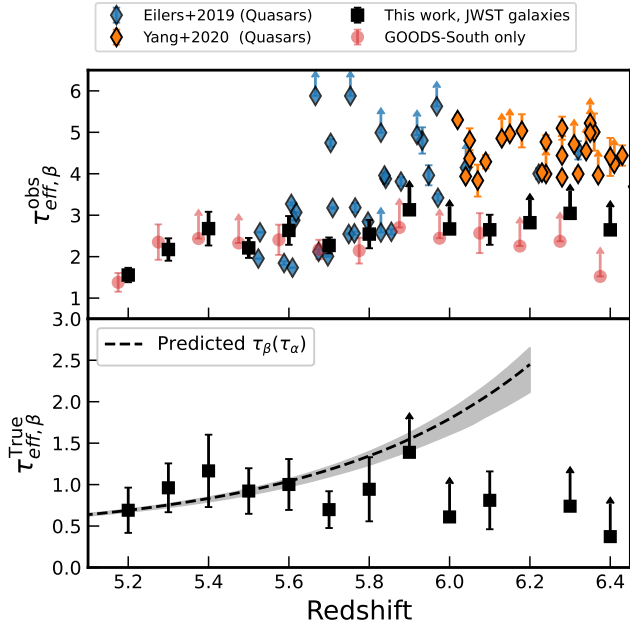 Eilers+2019 (Quasars)
Yang+2020 (Quasars)
This work, JWST galaxies
GOODS-South only
6
5
4
3
2
1
τ^obs_eff, β
3.0
2.5
2.0
1.5
1.0
0.5
0.0
τ^True_eff, β
Predicted τ_β(τ_α)
5.2 5.4 5.6 5.8 6.0 6.2 6.4
Redshift